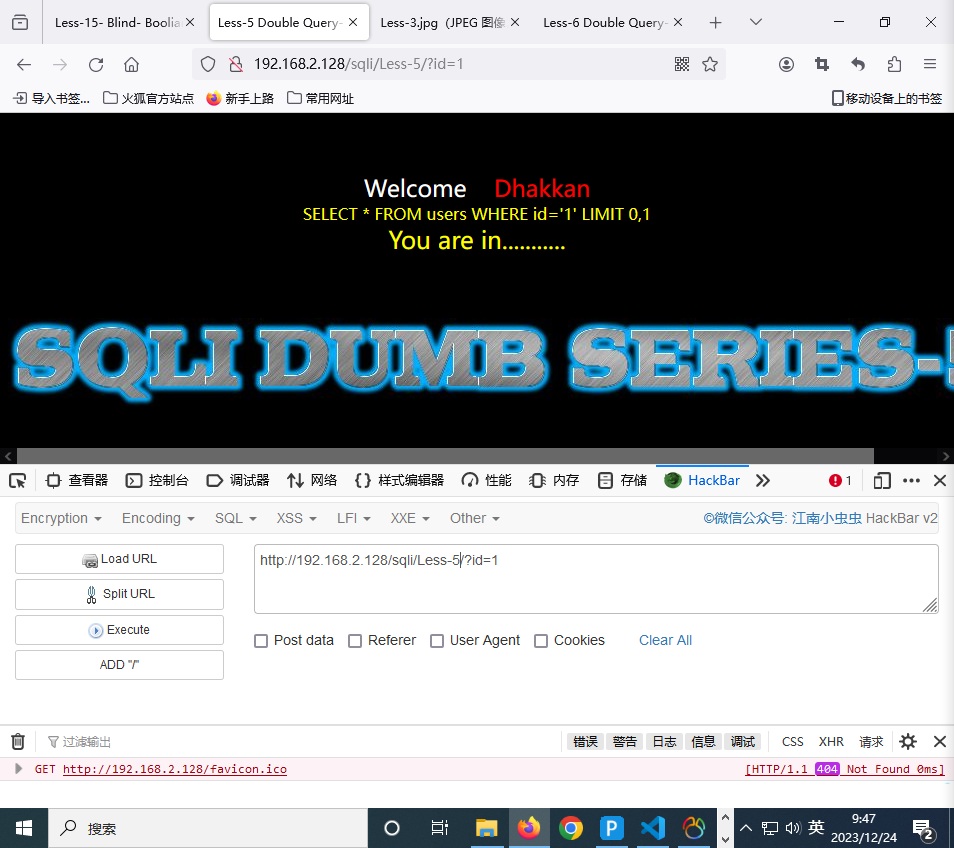 Less-15- Blind- Boolia
Less-5 Double Query-
Less-3.jpg（JPEG 图像
Less-6 Double Query-
192.168.2.128/sqli/Less-5/?id=1
导入书签...
火狐官方站点
新手上路
常用网址
移动设备上的书签
Welcome Dhakkan
SELECT * FROM users WHERE id='1' LIMIT 0,1
You are in...........
SQLI DUMB SERIES-5
查看器
控制台
调试器
网络
样式编辑器
性能
内存
存储
HackBar
1
Encryption
Encoding
SQL
XSS
LFI
XXE
Other
©微信公众号: 江南小虫虫 HackBar v2
Load URL
http://192.168.2.128/sqli/Less-5/?id=1
Split URL
Execute
ADD "/"
Post data
Referer
User Agent
Cookies
Clear All
过滤输出
错误
警告
日志
信息
调试
CSS
XHR
请求
GET http://192.168.2.128/favicon.ico
[HTTP/1.1 404 Not Found 0ms]
搜索
英
9:47
2023/12/24
2